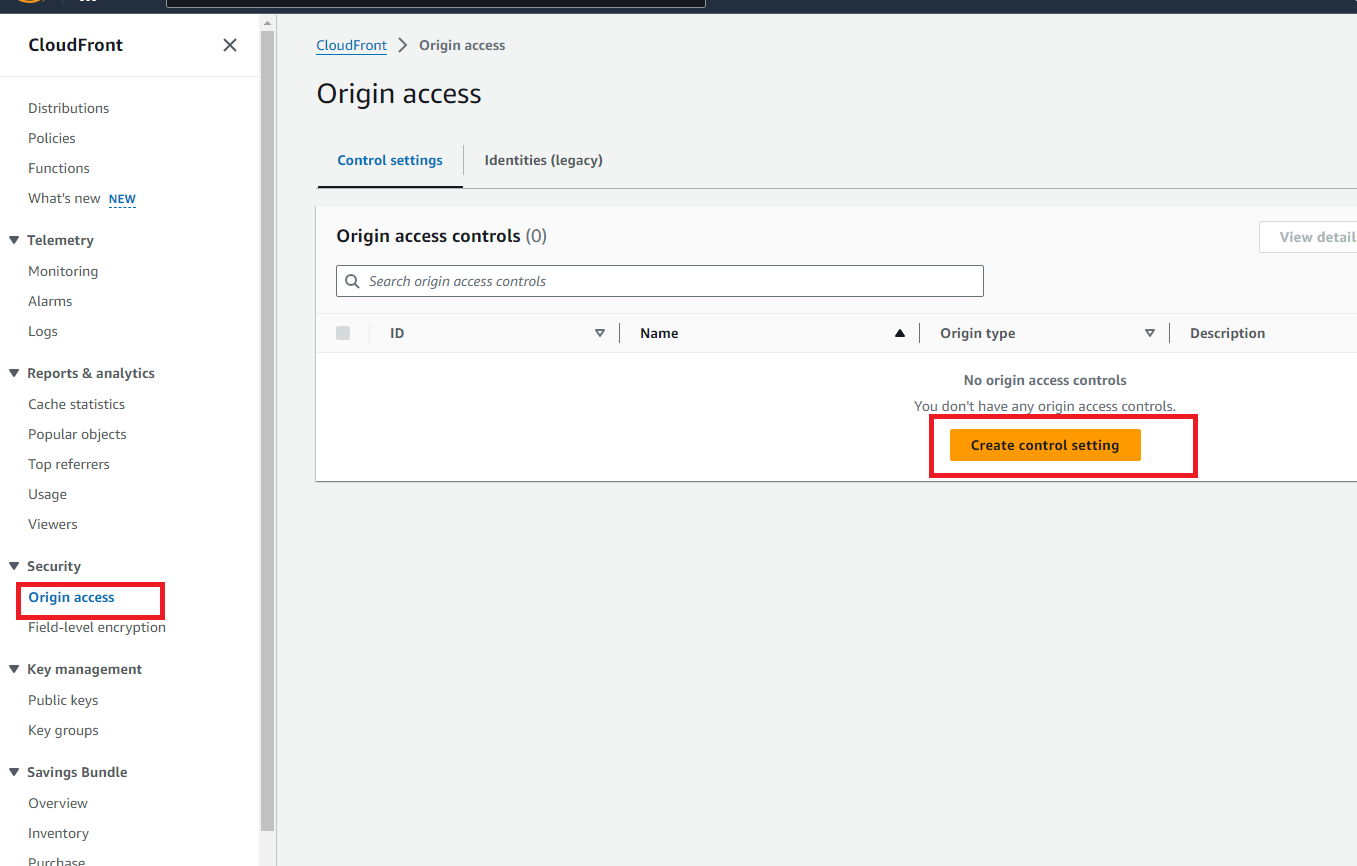 CloudFront
Distributions
Policies
Functions
What's new NEW
Telemetry
Monitoring
Alarms
Logs
Reports & analytics
Cache statistics
Popular objects
Top referrers
Usage
Viewers
Security
Origin access
Field-level encryption
Key management
Public keys
Key groups
Savings Bundle
Overview
Inventory
Purchase
CloudFront > Origin access
Origin access
Control settings Identities (legacy)
Origin access controls (0) View detail
Search origin access controls
ID Name Origin type Description
No origin access controls
You don't have any origin access controls.
Create control setting